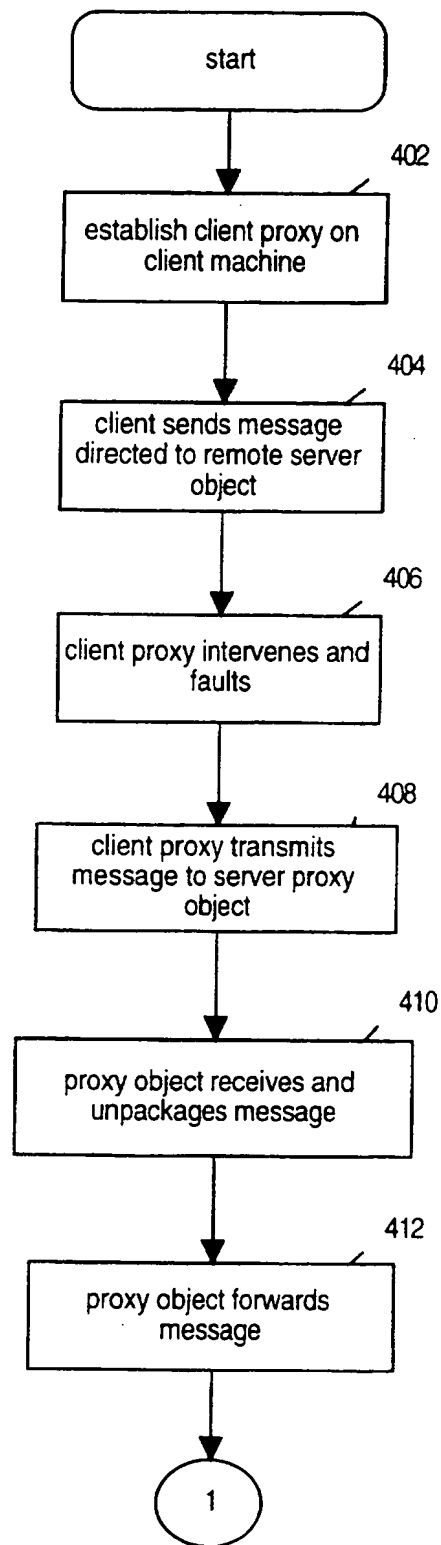 start
402
establish client proxy on
client machine
404
client sends message
directed to remote server
object
406
client proxy intervenes and
faults
408
client proxy transmits
message to server proxy
object
410
proxy object receives and
unpackages message
412
proxy object forwards
message
1